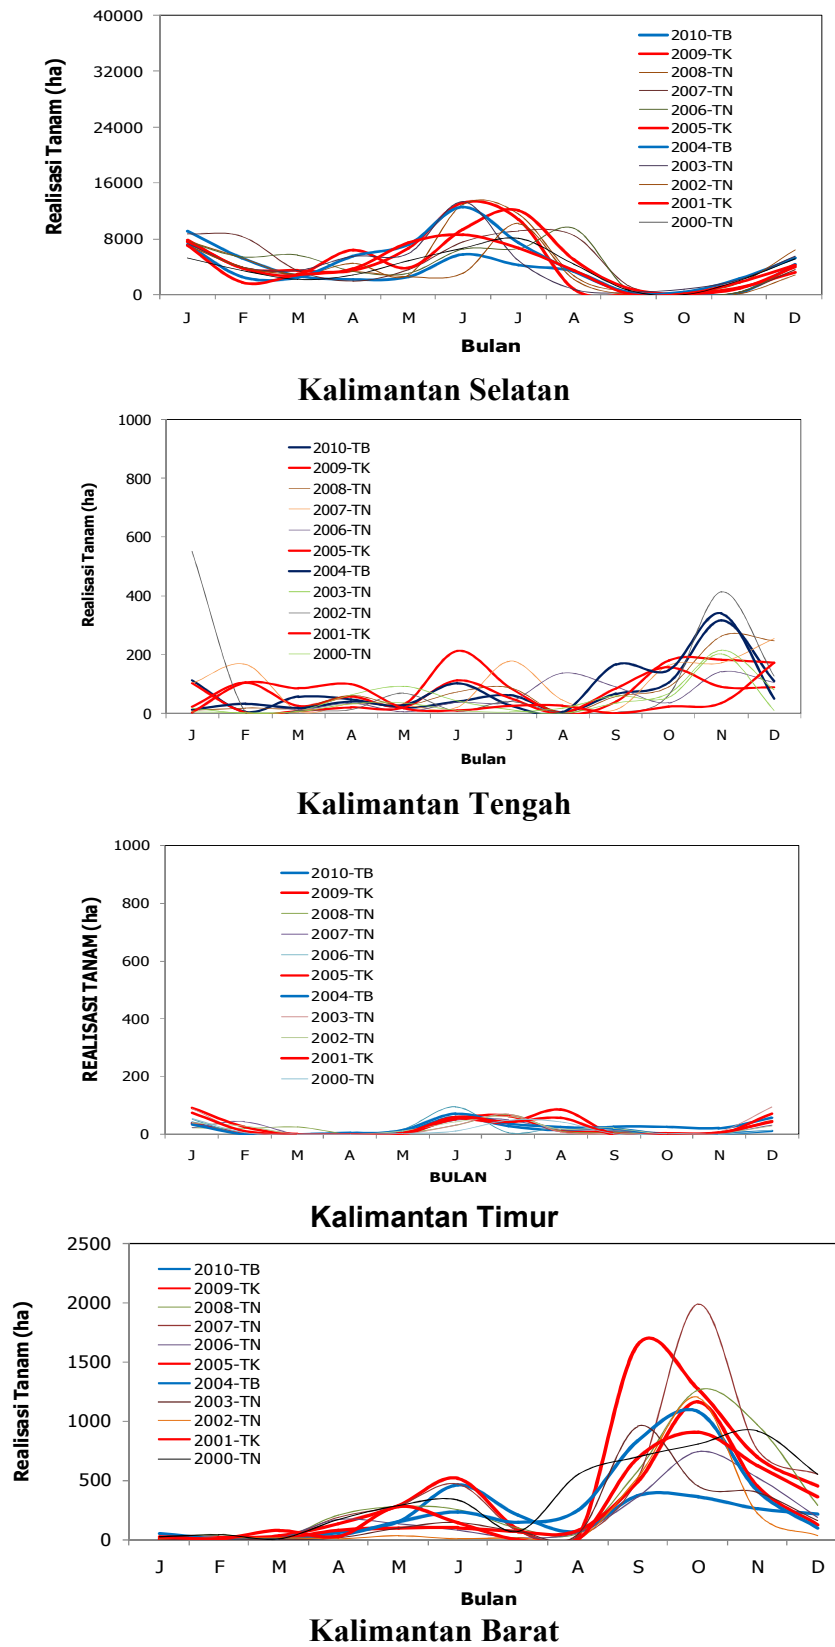 40000
32000
24000
16000
8000
0
Realisasi Tanam (ha)
2010-TB
2009-TK
2008-TN
2007-TN
2006-TN
2005-TK
2004-TB
2003-TN
2002-TN
2001-TK
2000-TN
J F M A M J J A S O N D
Bulan
Kalimantan Selatan
1000
800
600
400
200
0
Realisasi Tanam (ha)
2010-TB
2009-TK
2008-TN
2007-TN
2006-TN
2005-TK
2004-TB
2003-TN
2002-TN
2001-TK
2000-TN
J F M A M J J A S O N D
Bulan
Kalimantan Tengah
1000
800
600
400
200
0
REALISASI TANAM (ha)
2010-TB
2009-TK
2008-TN
2007-TN
2006-TN
2005-TK
2004-TB
2003-TN
2002-TN
2001-TK
2000-TN
J F M A M J J A S O N D
BULAN
Kalimantan Timur
2500
2000
1500
1000
500
0
Realisasi Tanam (ha)
2010-TB
2009-TK
2008-TN
2007-TN
2006-TN
2005-TK
2004-TB
2003-TN
2002-TN
2001-TK
2000-TN
J F M A M J J A S O N D
Bulan
Kalimantan Barat